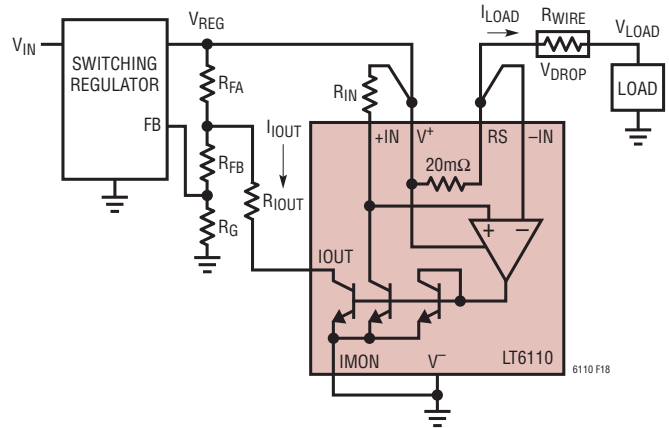 V_REG
I_LOAD
R_WIRE
V_LOAD
V_IN
SWITCHING
REGULATOR
R_FA
R_IN
V_DROP
LOAD
FB
I_IOUT
+IN
V⁺
RS
–IN
20mΩ
R_FB
R_IOUT
+ –
R_G
IOUT
IMON
V⁻
LT6110
6110 F18